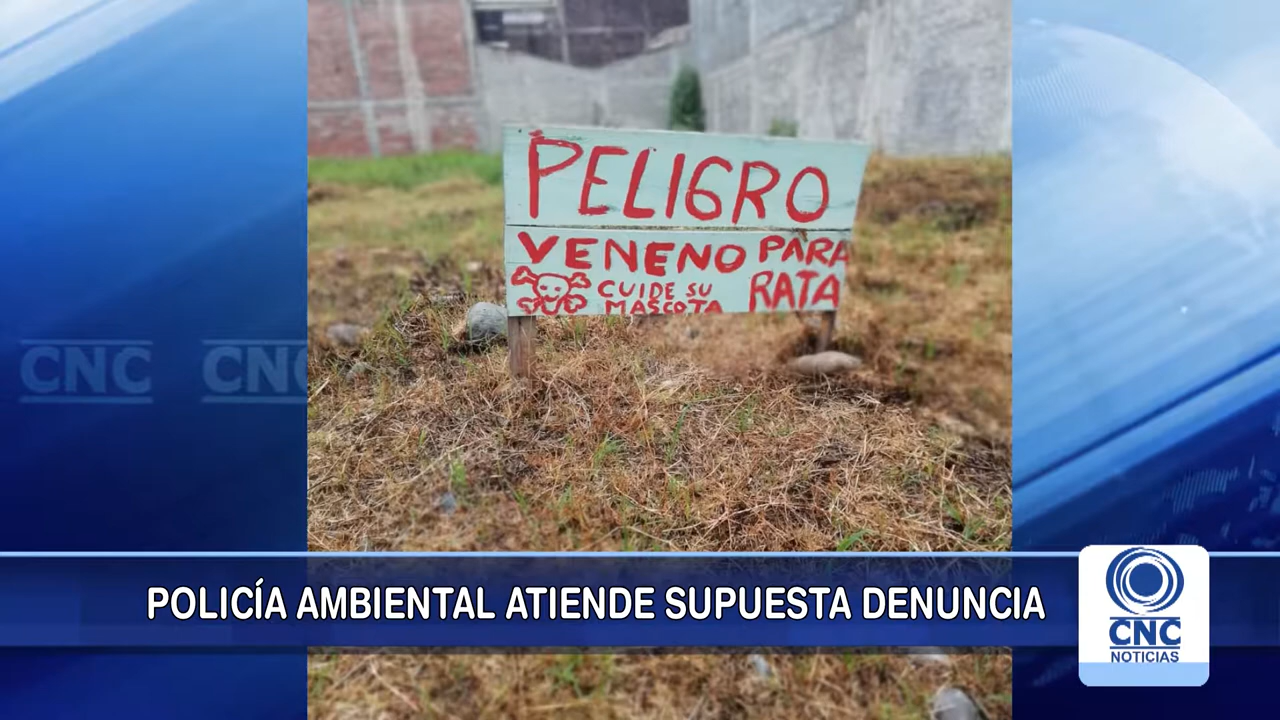 PELIGRO
VENENO PARA
RATA
CUIDE SU
MASCOTA
CNC CNC
POLICÍA AMBIENTAL ATIENDE SUPUESTA DENUNCIA
CNC
NOTICIAS